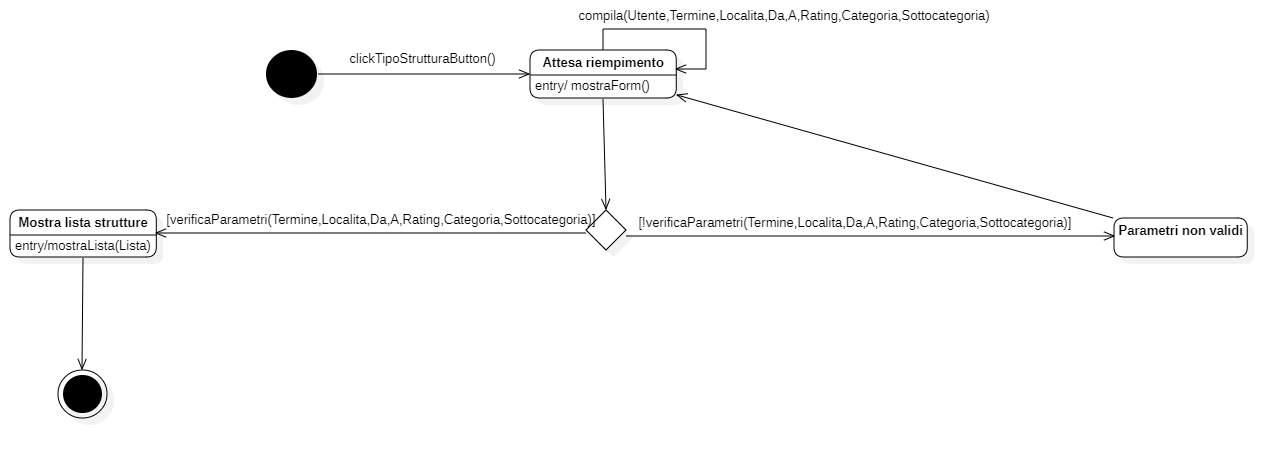 compila(Utente,Termine,Localita,Da,A,Rating,Categoria,Sottocategoria)
clickTipoStrutturaButton()
Attesa riempimento
entry/ mostraForm()
Mostra lista strutture
entry/mostraLista(Lista)
[verificaParametri(Termine,Localita,Da,A,Rating,Categoria,Sottocategoria)]
[!verificaParametri(Termine,Localita,Da,A,Rating,Categoria,Sottocategoria)]
Parametri non validi